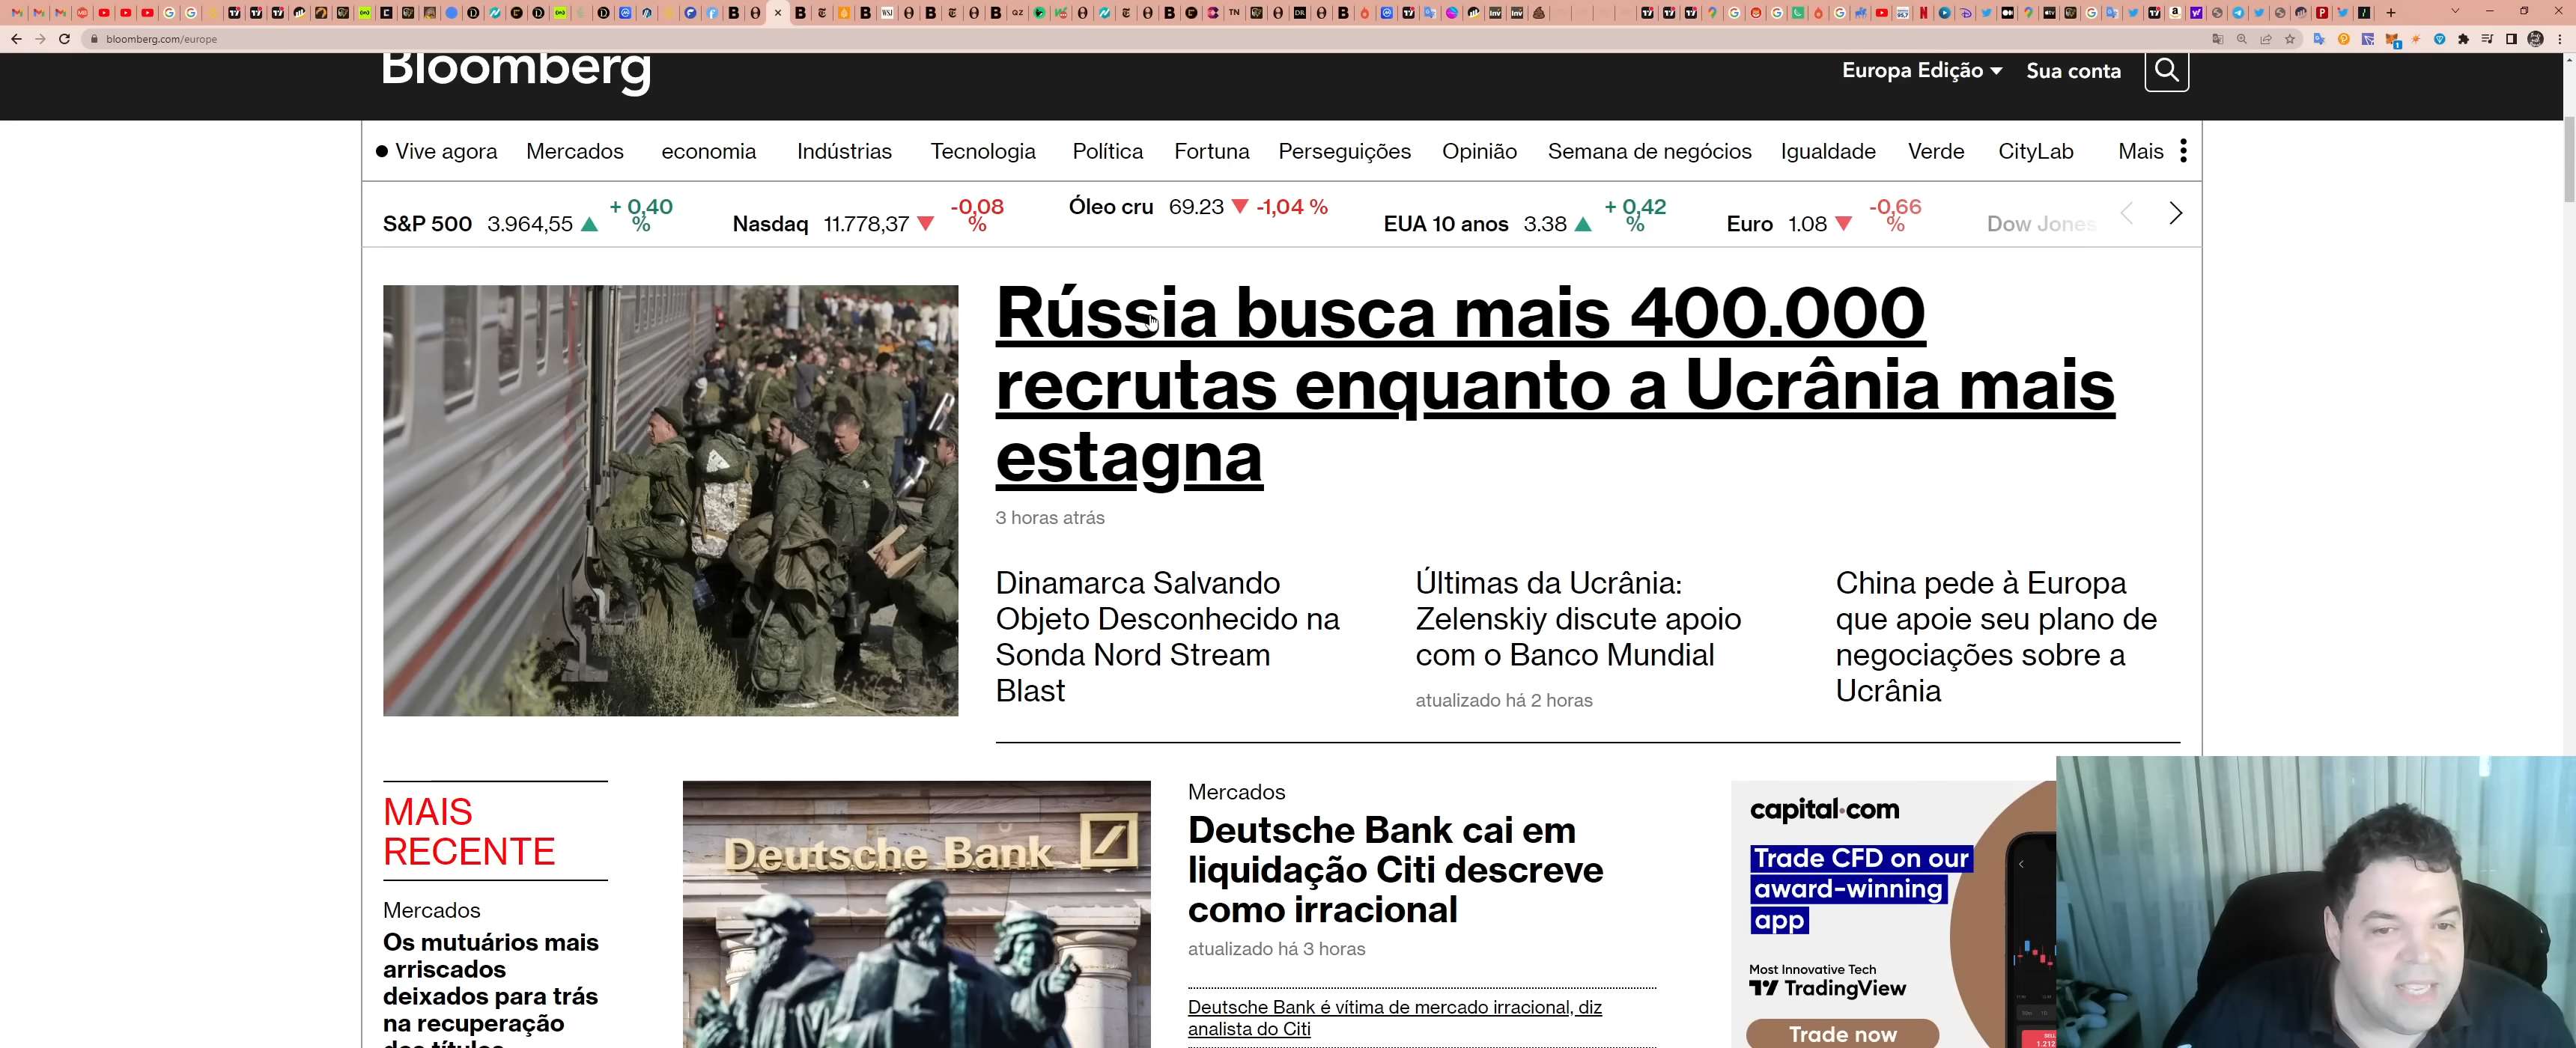 bloomberg.com/europe
Bloomberg
Europa Edição
Sua conta
Vive agora
Mercados
economia
Indústrias
Tecnologia
Política
Fortuna
Perseguições
Opinião
Semana de negócios
Igualdade
Verde
CityLab
Mais
S&P 500 3.964,55 + 0,40 %
Nasdaq 11.778,37 -0,08 %
Óleo cru 69.23 -1,04 %
EUA 10 anos 3.38 + 0,42 %
Euro 1.08 -0,66 %
Dow Jones
Rússia busca mais 400.000
recrutas enquanto a Ucrânia mais
estagna
3 horas atrás
Dinamarca Salvando
Objeto Desconhecido na
Sonda Nord Stream
Blast
Últimas da Ucrânia:
Zelenskiy discute apoio
com o Banco Mundial
atualizado há 2 horas
China pede à Europa
que apoie seu plano de
negociações sobre a
Ucrânia
MAIS
RECENTE
Mercados
Os mutuários mais
arriscados
deixados para trás
na recuperação
dos títulos
Deutsche Bank
Mercados
Deutsche Bank cai em
liquidação Citi descreve
como irracional
atualizado há 3 horas
Deutsche Bank é vítima de mercado irracional, diz
analista do Citi
capital.com
Trade CFD on our
award-winning
app
Most Innovative Tech
TradingView
Trade now